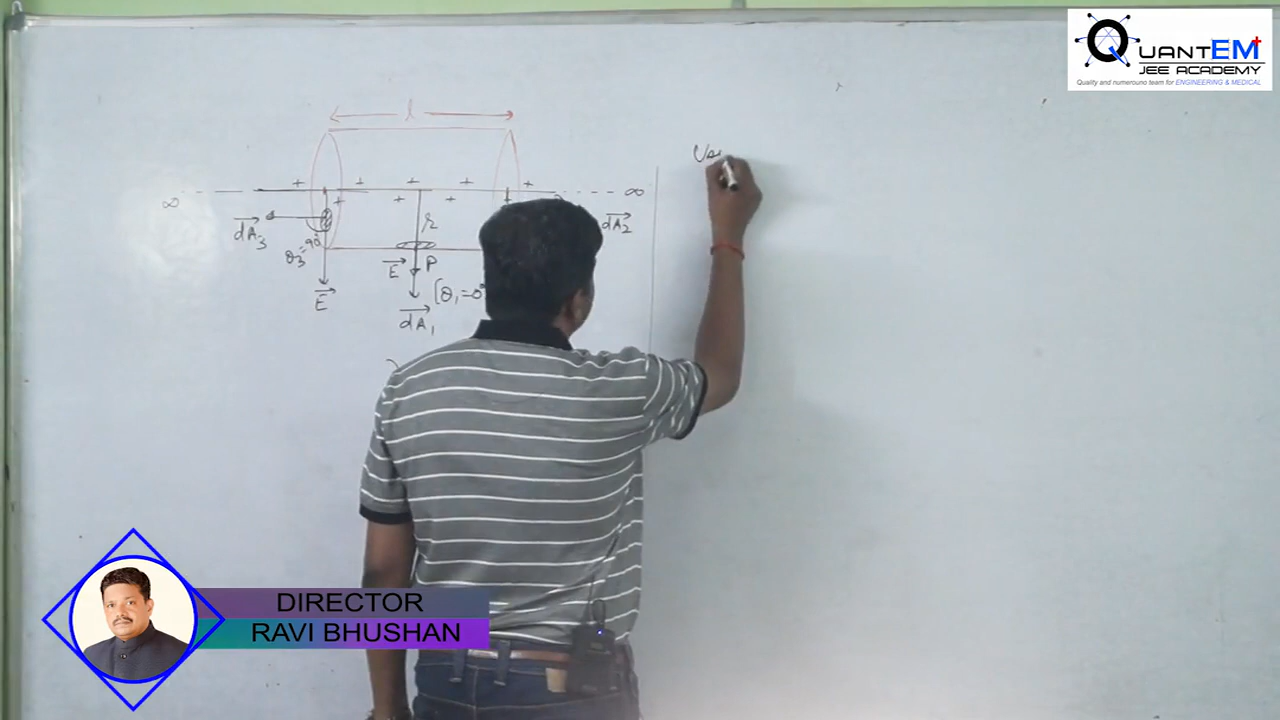 QUANTEM+
JEE ACADEMY
Quality and numerouno team for ENGINEERING & MEDICAL
l
+ + + + +
∞ + + + + ∞
dA₃
dA₂
r
90°
θ₃=
E
E P
[θ₁=0°
dA₁
DIRECTOR
RAVI BHUSHAN